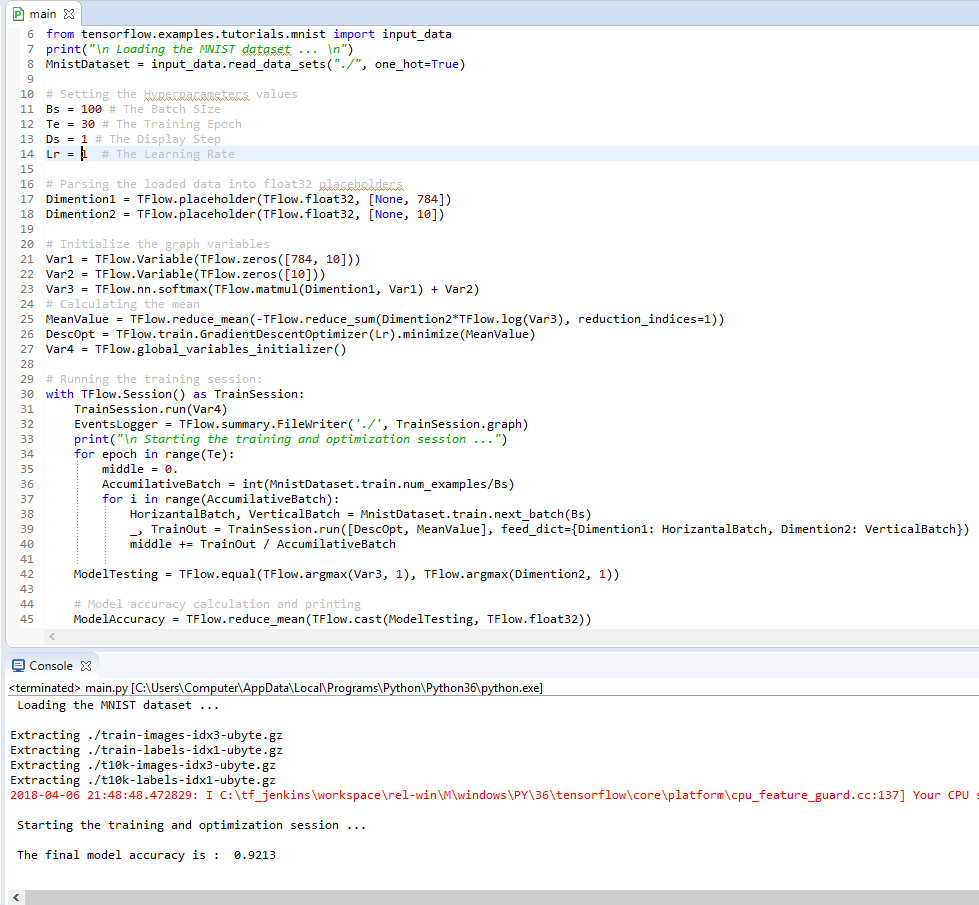 main
6 from tensorflow.examples.tutorials.mnist import input_data
7 print("\n Loading the MNIST dataset ... \n")
8 MnistDataset = input_data.read_data_sets("./", one_hot=True)
9
10 # Setting the Hyperparameters values
11 Bs = 100 # The Batch SIze
12 Te = 30 # The Training Epoch
13 Ds = 1 # The Display Step
14 Lr = 1  # The Learning Rate
15
16 # Parsing the loaded data into float32 placeholders
17 Dimention1 = TFlow.placeholder(TFlow.float32, [None, 784])
18 Dimention2 = TFlow.placeholder(TFlow.float32, [None, 10])
19
20 # Initialize the graph variables
21 Var1 = TFlow.Variable(TFlow.zeros([784, 10]))
22 Var2 = TFlow.Variable(TFlow.zeros([10]))
23 Var3 = TFlow.nn.softmax(TFlow.matmul(Dimention1, Var1) + Var2)
24 # Calculating the mean
25 MeanValue = TFlow.reduce_mean(-TFlow.reduce_sum(Dimention2*TFlow.log(Var3), reduction_indices=1))
26 DescOpt = TFlow.train.GradientDescentOptimizer(Lr).minimize(MeanValue)
27 Var4 = TFlow.global_variables_initializer()
28
29 # Running the training session:
30 with TFlow.Session() as TrainSession:
31     TrainSession.run(Var4)
32     EventsLogger = TFlow.summary.FileWriter('./', TrainSession.graph)
33     print("\n Starting the training and optimization session ...")
34     for epoch in range(Te):
35         middle = 0.
36         AccumilativeBatch = int(MnistDataset.train.num_examples/Bs)
37         for i in range(AccumilativeBatch):
38             HorizantalBatch, VerticalBatch = MnistDataset.train.next_batch(Bs)
39             _, TrainOut = TrainSession.run([DescOpt, MeanValue], feed_dict={Dimention1: HorizantalBatch, Dimention2: VerticalBatch})
40             middle += TrainOut / AccumilativeBatch
41
42     ModelTesting = TFlow.equal(TFlow.argmax(Var3, 1), TFlow.argmax(Dimention2, 1))
43
44     # Model accuracy calculation and printing
45     ModelAccuracy = TFlow.reduce_mean(TFlow.cast(ModelTesting, TFlow.float32))
Console
<terminated> main.py [C:\Users\Computer\AppData\Local\Programs\Python\Python36\python.exe]
Loading the MNIST dataset ...
Extracting ./train-images-idx3-ubyte.gz
Extracting ./train-labels-idx1-ubyte.gz
Extracting ./t10k-images-idx3-ubyte.gz
Extracting ./t10k-labels-idx1-ubyte.gz
2018-04-06 21:48:48.472829: I C:\tf_jenkins\workspace\rel-win\M\windows\PY\36\tensorflow\core\platform\cpu_feature_guard.cc:137] Your CPU s
Starting the training and optimization session ...
The final model accuracy is :  0.9213